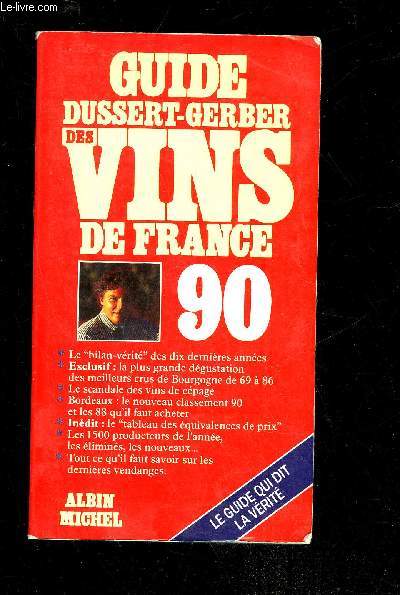 Le-livre.com
GUIDE
DUSSERT-GERBER
DES
VINS
DE FRANCE
90
* Le "bilan-vérité" des dix dernières années
* Exclusif : la plus grande dégustation
des meilleurs crus de Bourgogne de 69 à 86
* Le scandale des vins de cépage
* Bordeaux : le nouveau classement 90
et les 88 qu'il faut acheter
* Inédit : le "tableau des équivalences de prix"
* Les 1500 producteurs de l'année,
les éliminés, les nouveaux...
* Tout ce qu'il faut savoir sur les
dernières vendanges.
LE GUIDE QUI DIT
LA VÉRITÉ
ALBIN
MICHEL